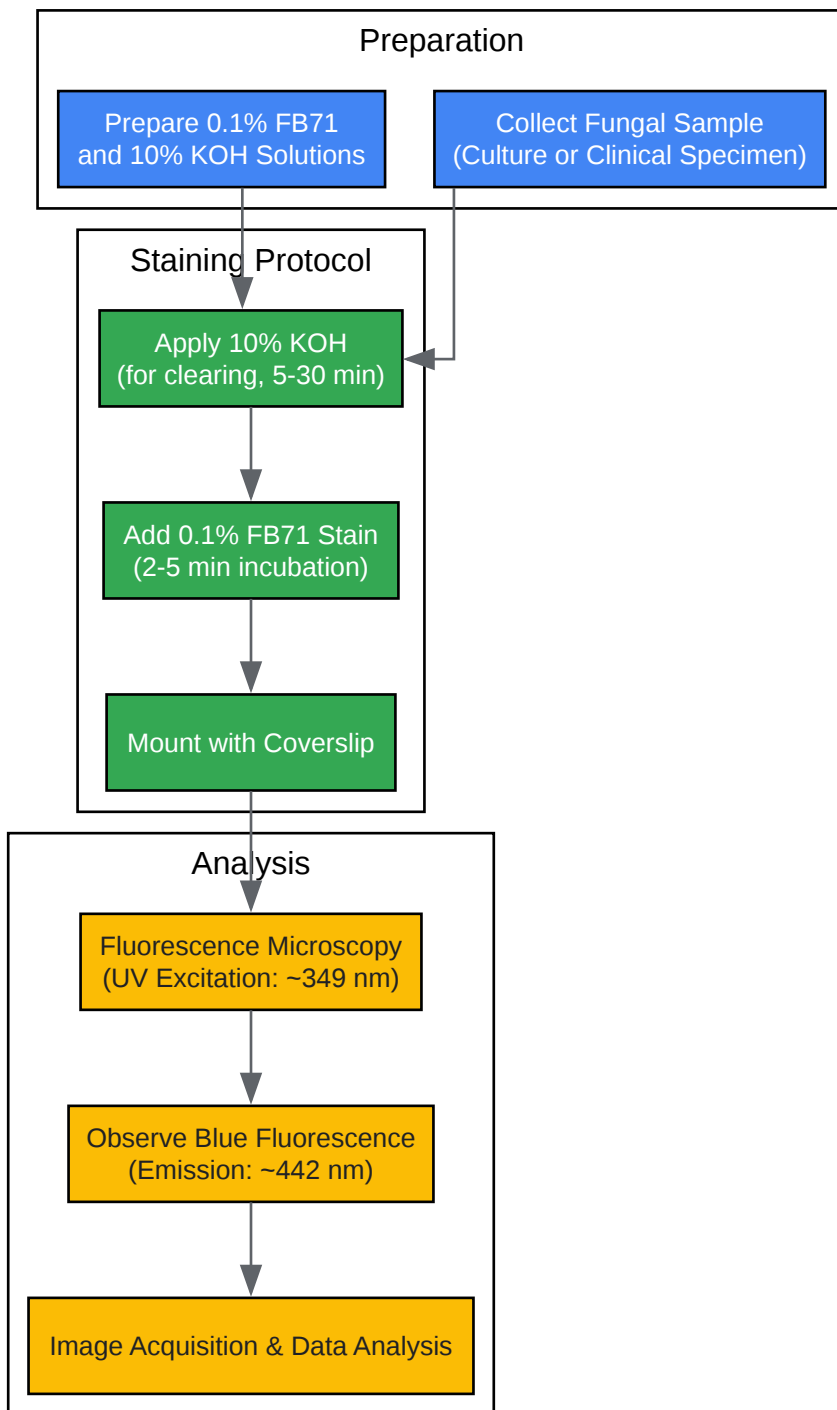 Preparation
Prepare 0.1% FB71
and 10% KOH Solutions
Collect Fungal Sample
(Culture or Clinical Specimen)
Staining Protocol
Apply 10% KOH
(for clearing, 5-30 min)
Add 0.1% FB71 Stain
(2-5 min incubation)
Mount with Coverslip
Analysis
Fluorescence Microscopy
(UV Excitation: ~349 nm)
Observe Blue Fluorescence
(Emission: ~442 nm)
Image Acquisition & Data Analysis